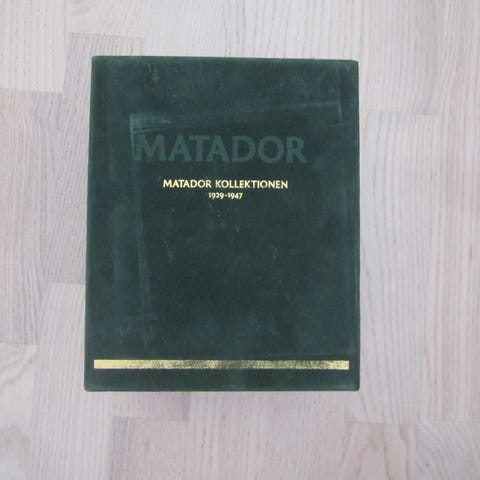 MATADOR
MATADOR KOLLEKTIONEN
1929-1947